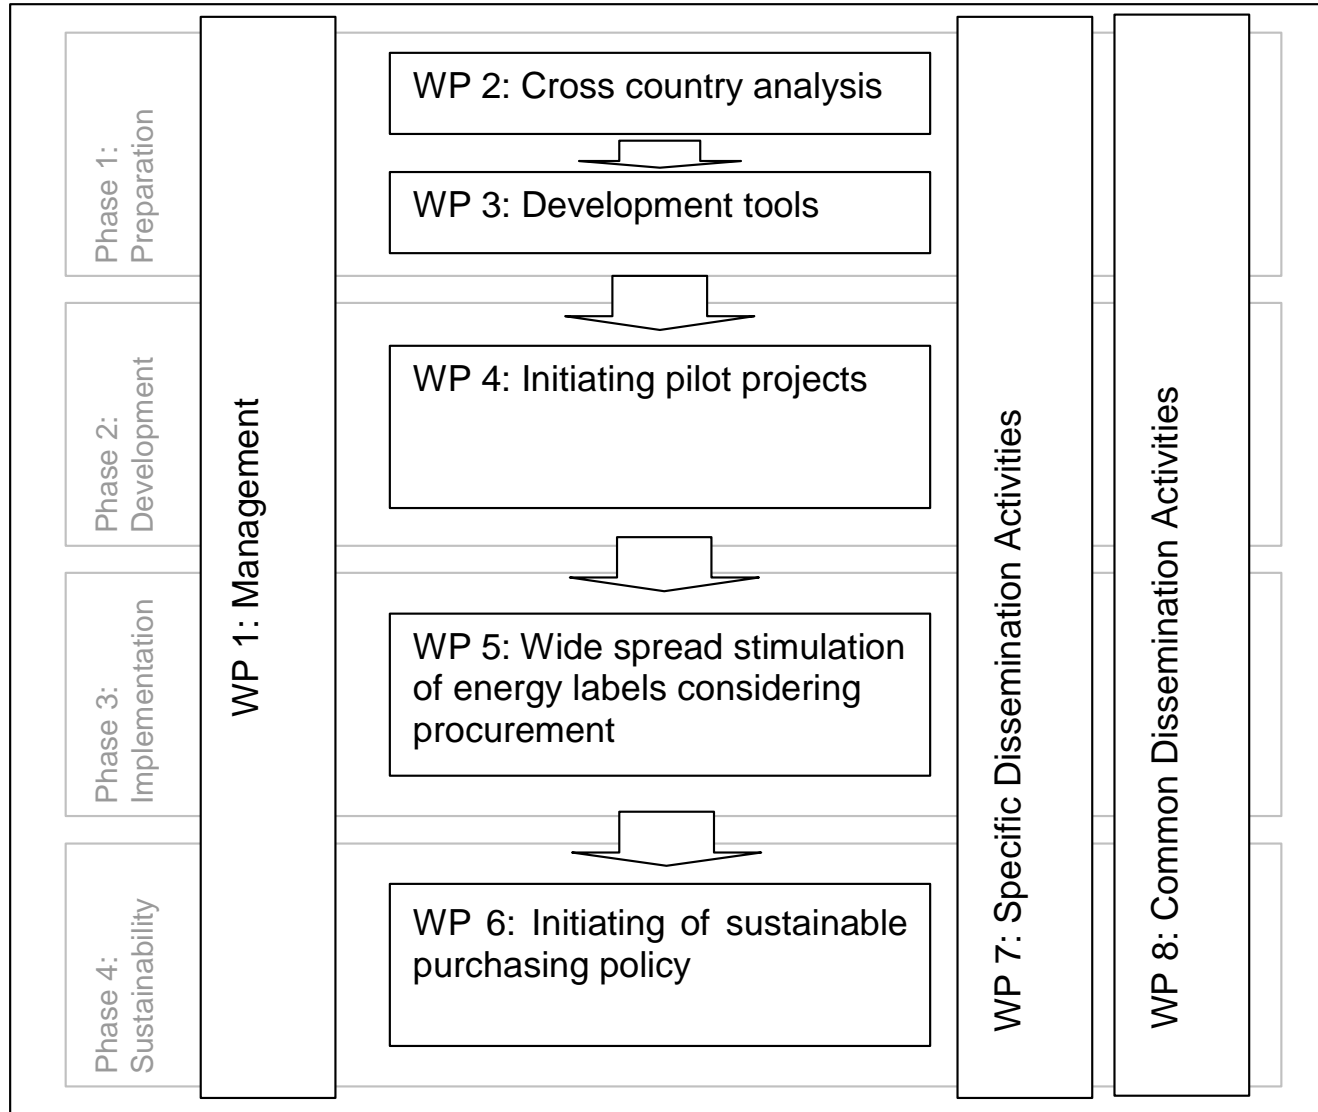 Phase 1:
Preparation
WP 2: Cross country analysis
WP 3: Development tools
Phase 2:
Development
WP 4: Initiating pilot projects
Phase 3:
Implementation
WP 5: Wide spread stimulation
of energy labels considering
procurement
Phase 4:
Sustainability
WP 6: Initiating of sustainable
purchasing policy
WP 1: Management
WP 7: Specific Dissemination Activities
WP 8: Common Dissemination Activities